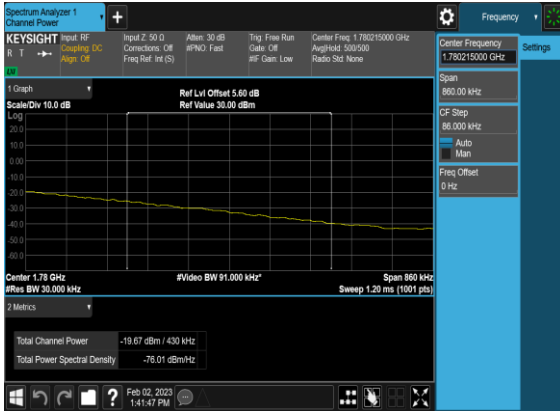 Spectrum Analyzer 1
Channel Power
+
Frequency
KEYSIGHT
R T
LXI
Input: RF
Coupling: DC
Align: Off
Input Z: 50 Ω
Corrections: Off
Freq Ref: Int (S)
Atten: 30 dB
#PNO: Fast
Trig: Free Run
Gate: Off
#IF Gain: Low
Center Freq: 1.780215000 GHz
Avg|Hold: 500/500
Radio Std: None
Center Frequency
1.780215000 GHz
Settings
Span
860.00 kHz
CF Step
86.000 kHz
Auto
Man
Freq Offset
0 Hz
1 Graph
Scale/Div 10.0 dB
Ref Lvl Offset 5.60 dB
Ref Value 30.00 dBm
Log
20.0
10.0
0.00
-10.0
-20.0
-30.0
-40.0
-50.0
-60.0
Center 1.78 GHz
#Res BW 30.000 kHz
#Video BW 91.000 kHz*
Span 860 kHz
Sweep 1.20 ms (1001 pts)
2 Metrics
Total Channel Power -19.67 dBm / 430 kHz
Total Power Spectral Density -76.01 dBm/Hz
?
Feb 02, 2023
1:41:47 PM